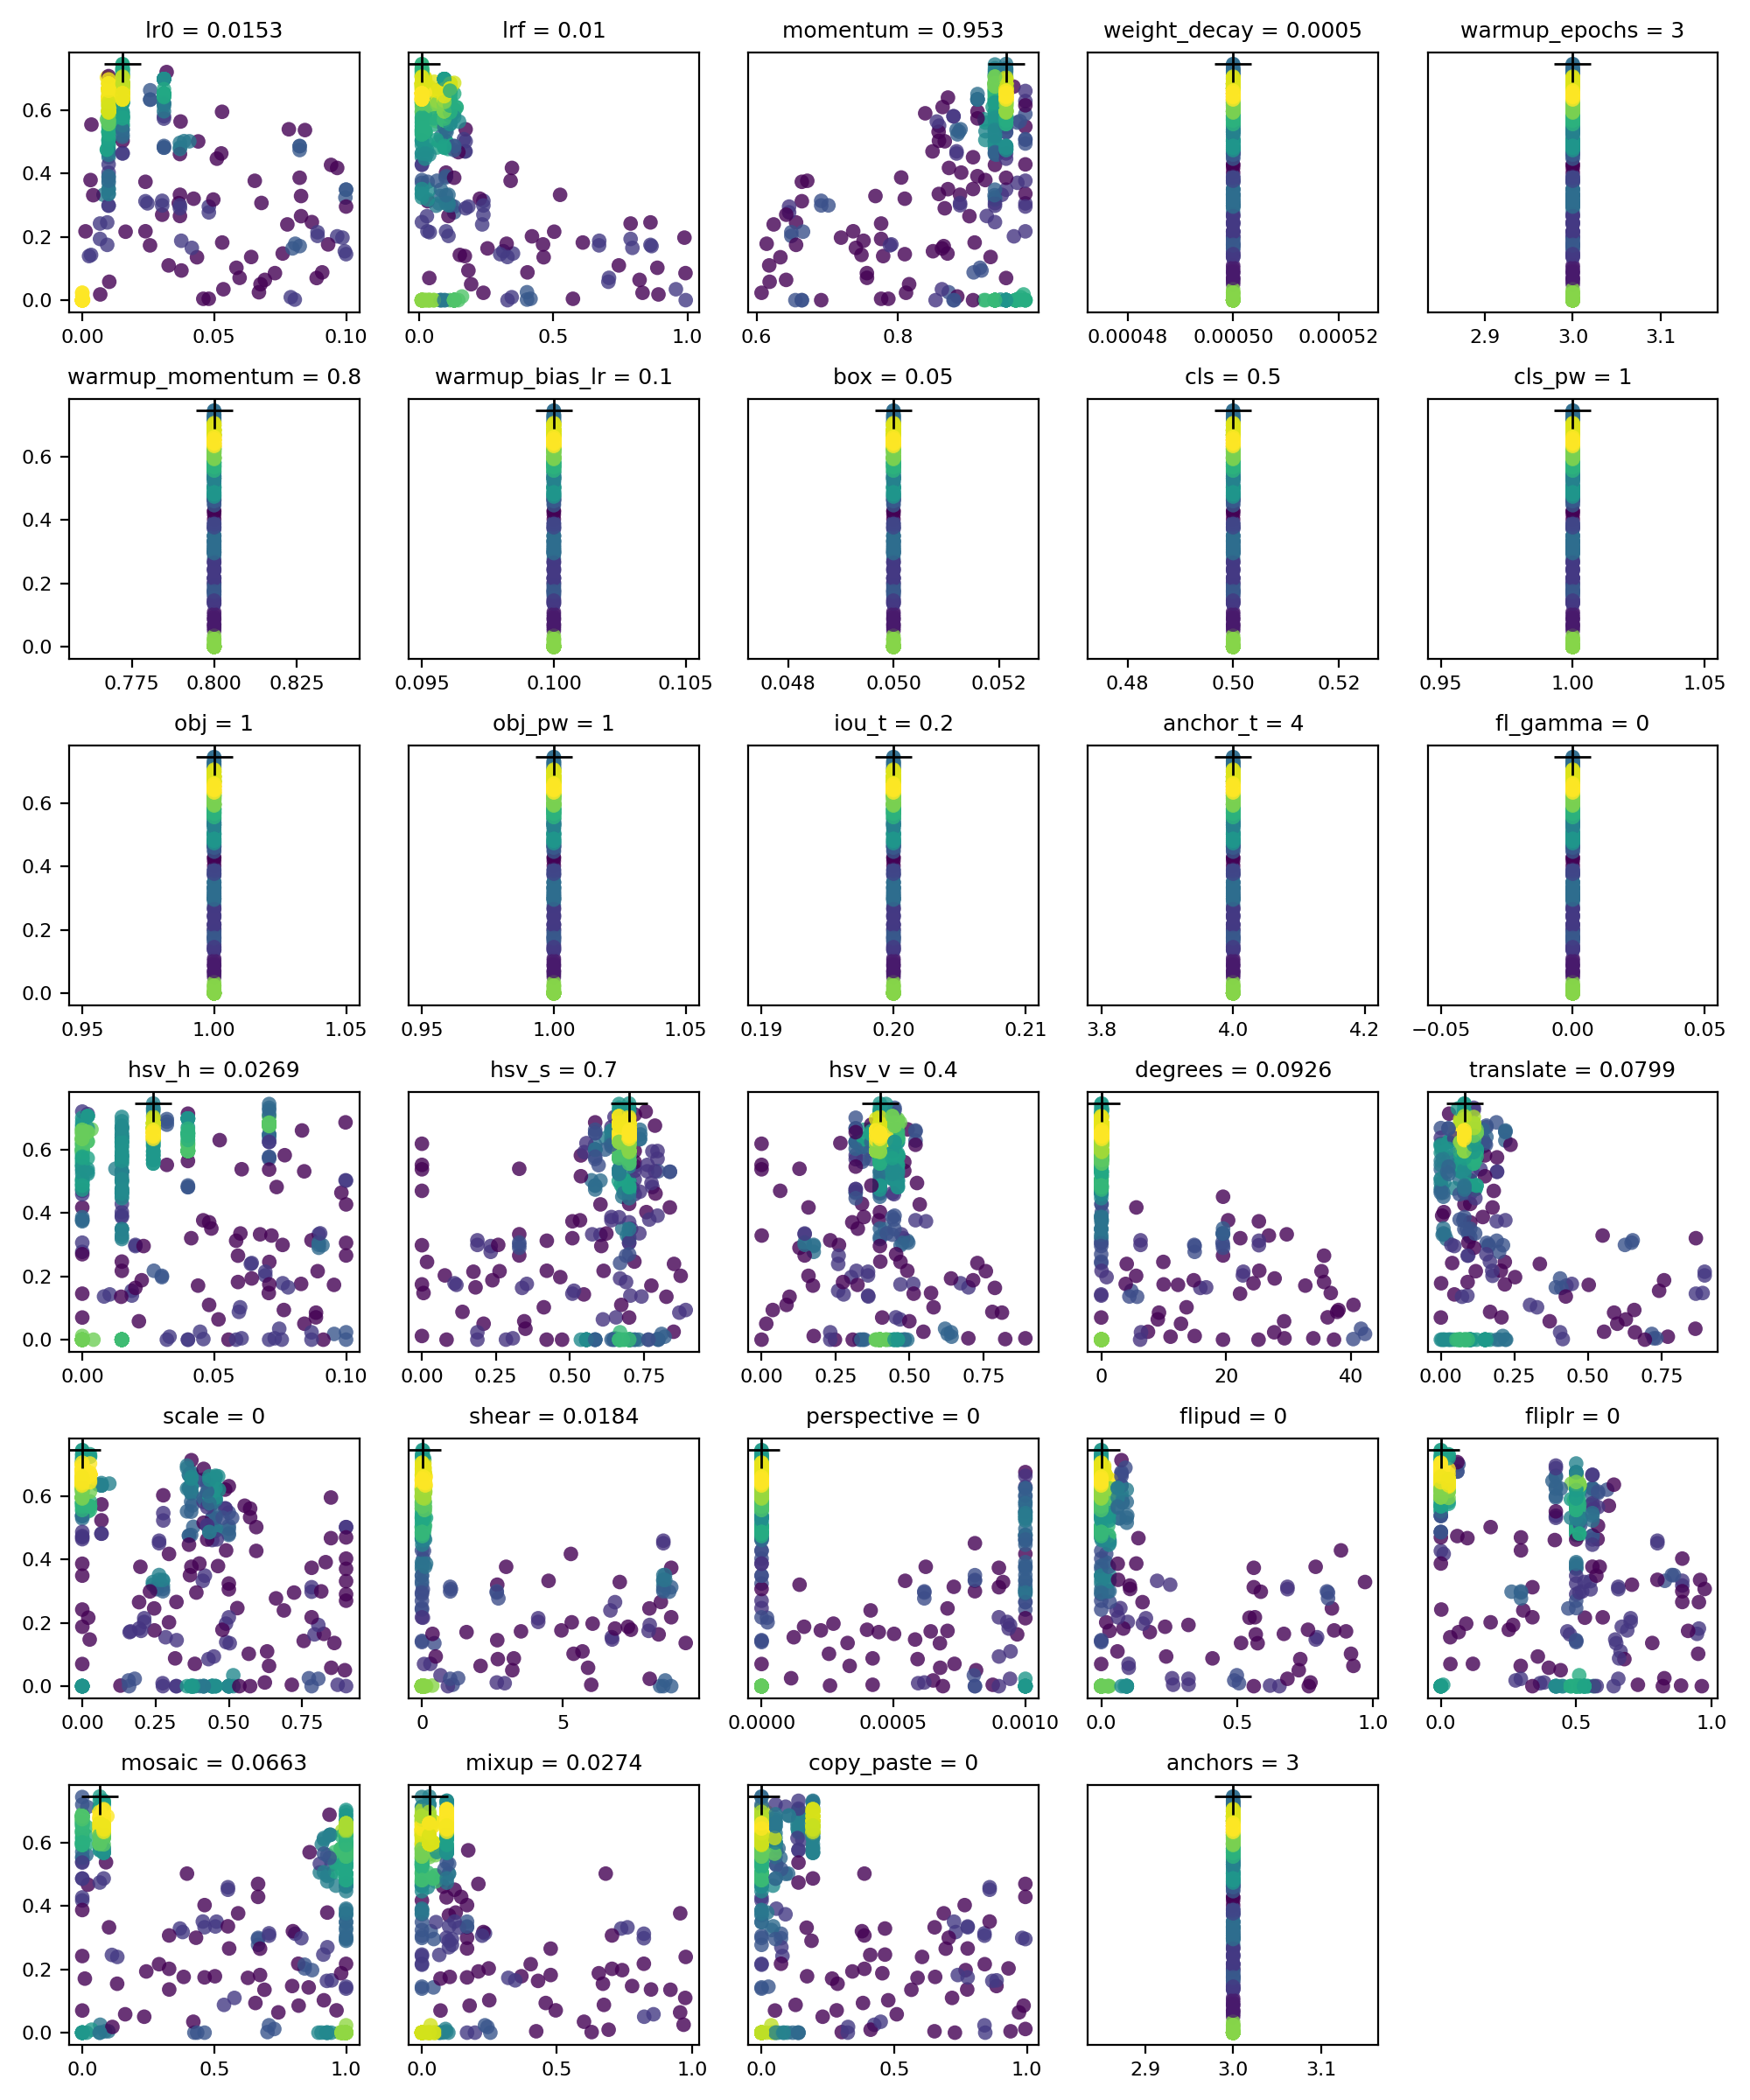 lr0 = 0.0153 lrf = 0.01 momentum = 0.953 weight_decay = 0.0005 warmup_epochs = 3
0.6
0.4
0.2
0.0
0.00 0.05 0.10 0.0 0.5 1.0 0.6 0.8 0.00048 0.00050 0.00052 2.9 3.0 3.1
warmup_momentum = 0.8 warmup_bias_lr = 0.1 box = 0.05 cls = 0.5 cls_pw = 1
0.6
0.4
0.2
0.0
0.775 0.800 0.825 0.095 0.100 0.105 0.048 0.050 0.052 0.48 0.50 0.52 0.95 1.00 1.05
obj = 1 obj_pw = 1 iou_t = 0.2 anchor_t = 4 fl_gamma = 0
0.6
0.4
0.2
0.0
0.95 1.00 1.05 0.95 1.00 1.05 0.19 0.20 0.21 3.8 4.0 4.2 −0.05 0.00 0.05
hsv_h = 0.0269 hsv_s = 0.7 hsv_v = 0.4 degrees = 0.0926 translate = 0.0799
0.6
0.4
0.2
0.0
0.00 0.05 0.10 0.00 0.25 0.50 0.75 0.00 0.25 0.50 0.75 0 20 40 0.00 0.25 0.50 0.75
scale = 0 shear = 0.0184 perspective = 0 flipud = 0 fliplr = 0
0.6
0.4
0.2
0.0
0.00 0.25 0.50 0.75 0 5 0.0000 0.0005 0.0010 0.0 0.5 1.0 0.0 0.5 1.0
mosaic = 0.0663 mixup = 0.0274 copy_paste = 0 anchors = 3
0.6
0.4
0.2
0.0
0.0 0.5 1.0 0.0 0.5 1.0 0.0 0.5 1.0 2.9 3.0 3.1